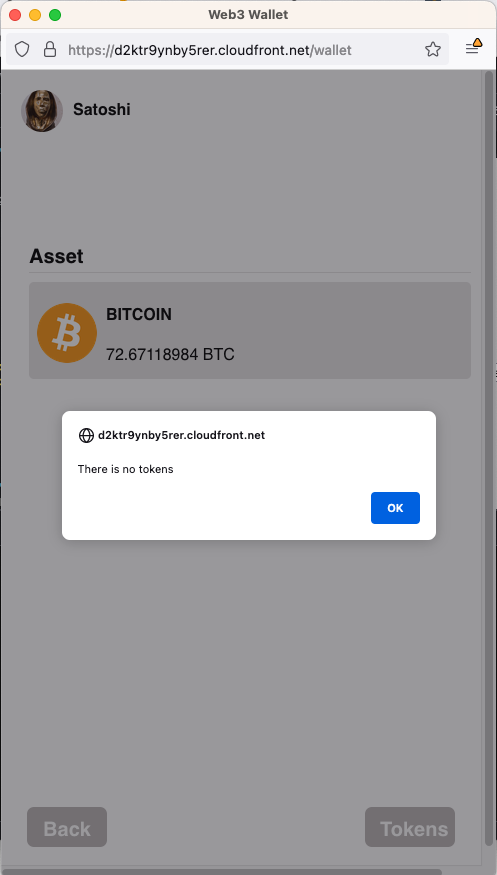 Web3 Wallet
https://d2ktr9ynby5rer.cloudfront.net/wallet
Satoshi
Asset
BITCOIN
72.67118984 BTC
d2ktr9ynby5rer.cloudfront.net
There is no tokens
OK
Back
Tokens